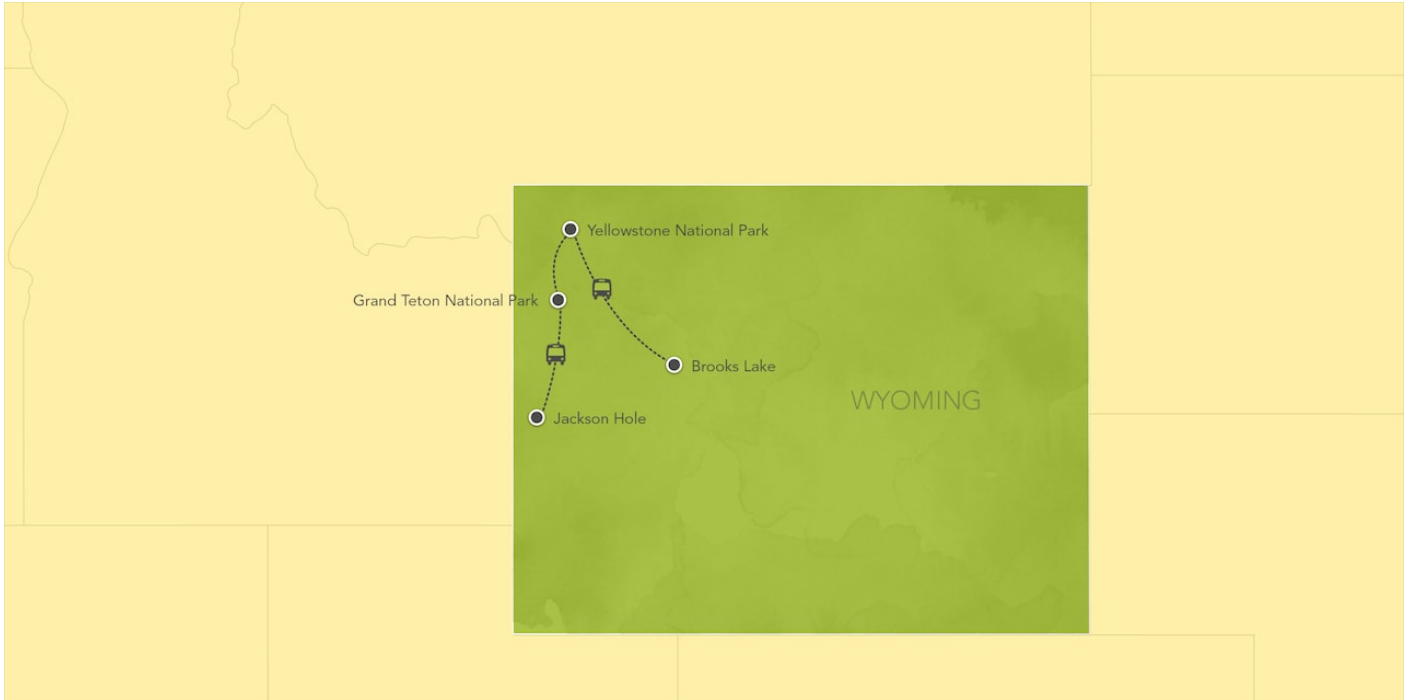 Yellowstone National Park
Grand Teton National Park
Brooks Lake
WYOMING
Jackson Hole